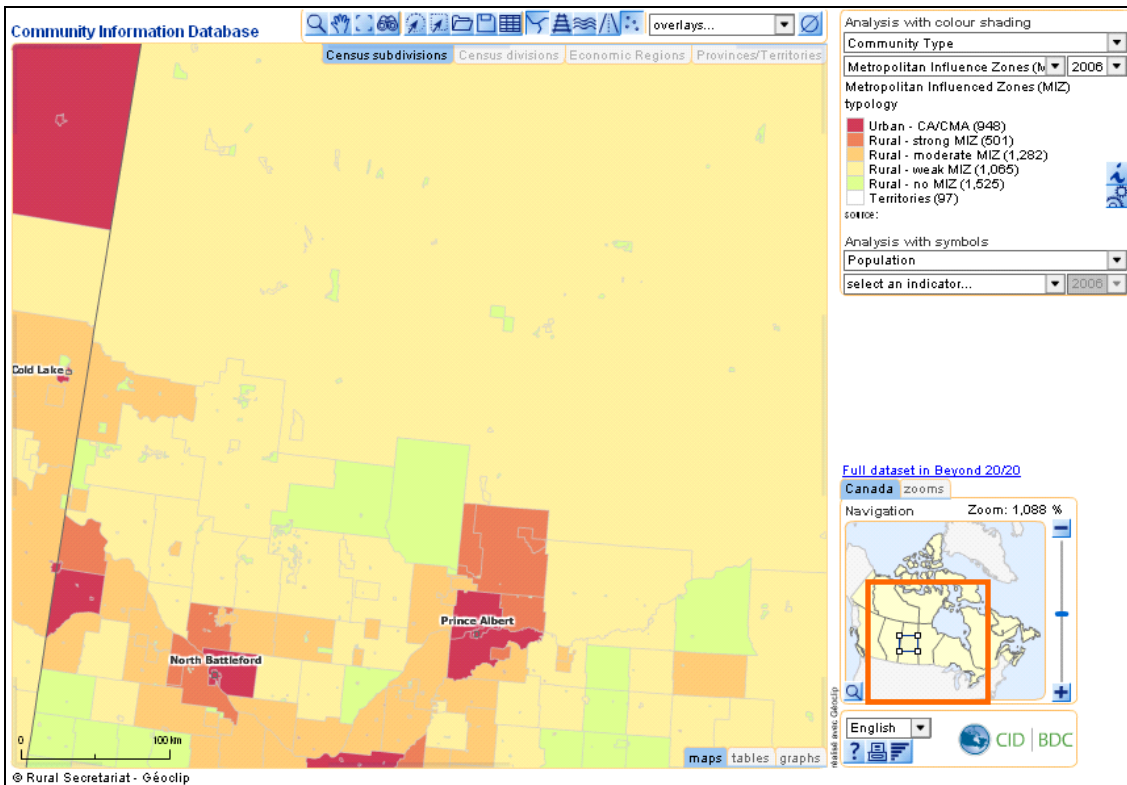 Community Information Database
overlays...
Census subdivisions Census divisions Economic Regions Provinces/Territories
Cold Lake
Prince Albert
North Battleford
0 100 km
maps tables graphs
© Rural Secretariat - Géoclip
réalisé avec Géoclip
Analysis with colour shading
Community Type
Metropolitan Influence Zones (M 2006
Metropolitan Influenced Zones (MIZ)
typology
Urban - CA/CMA (948)
Rural - strong MIZ (501)
Rural - moderate MIZ (1,282)
Rural - weak MIZ (1,065)
Rural - no MIZ (1,525)
Territories (97)
source:
Analysis with symbols
Population
select an indicator... 2006
Full dataset in Beyond 20/20
Canada zooms
Navigation Zoom: 1,088 %
English
CID | BDC